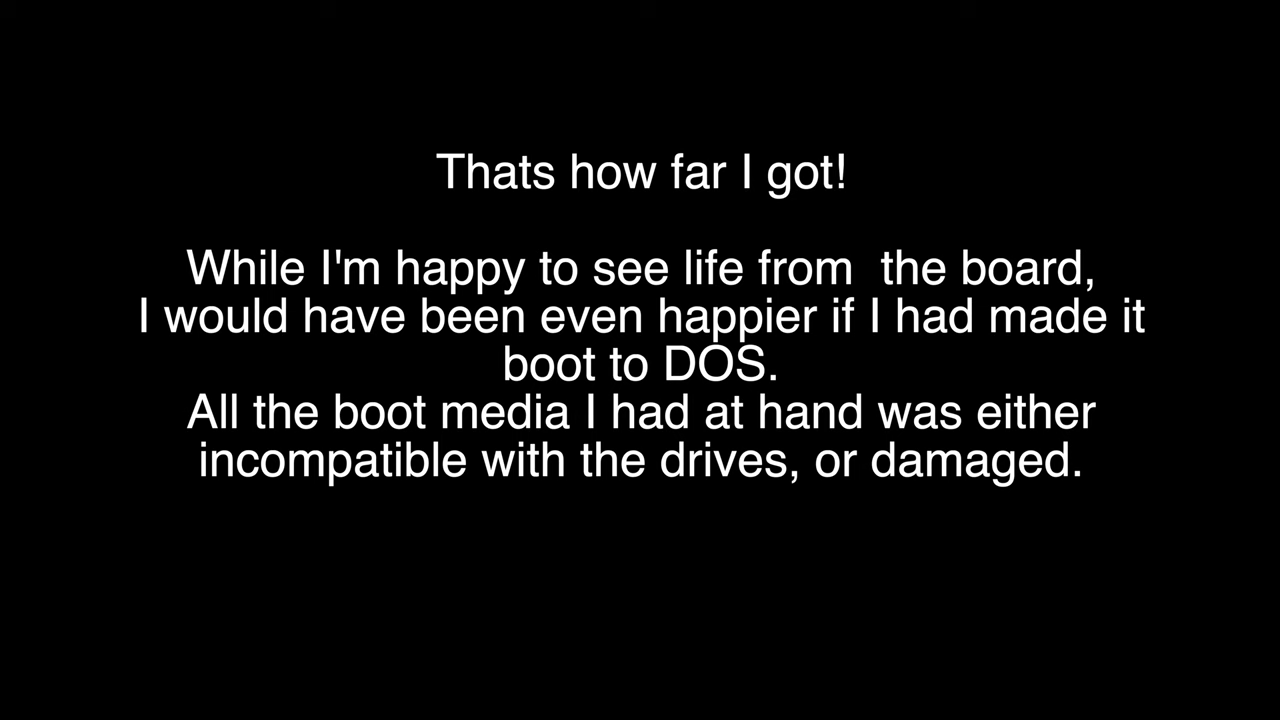 Thats how far I got!
While I'm happy to see life from  the board,
I would have been even happier if I had made it
boot to DOS.
All the boot media I had at hand was either
incompatible with the drives, or damaged.